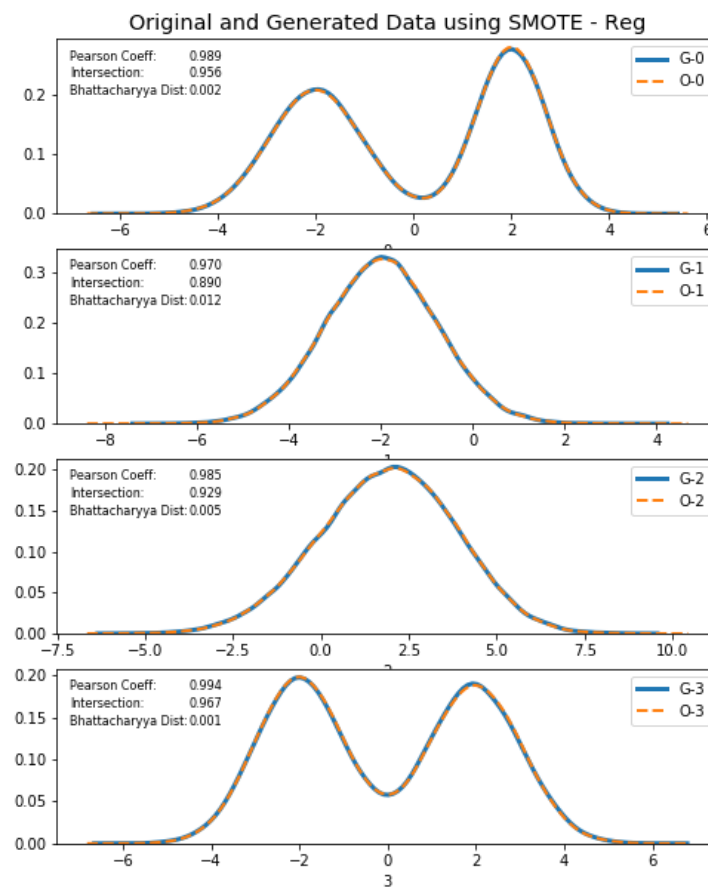 Original and Generated Data using SMOTE - Reg
Pearson Coeff: 0.989
Intersection: 0.956
Bhattacharyya Dist: 0.002
G-0
O-0
0.2
0.1
0.0
−6 −4 −2 0 2 4 6
Pearson Coeff: 0.970
Intersection: 0.890
Bhattacharyya Dist: 0.012
G-1
O-1
0.3
0.2
0.1
0.0
−8 −6 −4 −2 0 2 4
Pearson Coeff: 0.985
Intersection: 0.929
Bhattacharyya Dist: 0.005
G-2
O-2
0.20
0.15
0.10
0.05
0.00
−7.5 −5.0 −2.5 0.0 2.5 5.0 7.5 10.0
Pearson Coeff: 0.994
Intersection: 0.967
Bhattacharyya Dist: 0.001
G-3
O-3
0.20
0.15
0.10
0.05
0.00
−6 −4 −2 0 2 4 6
3